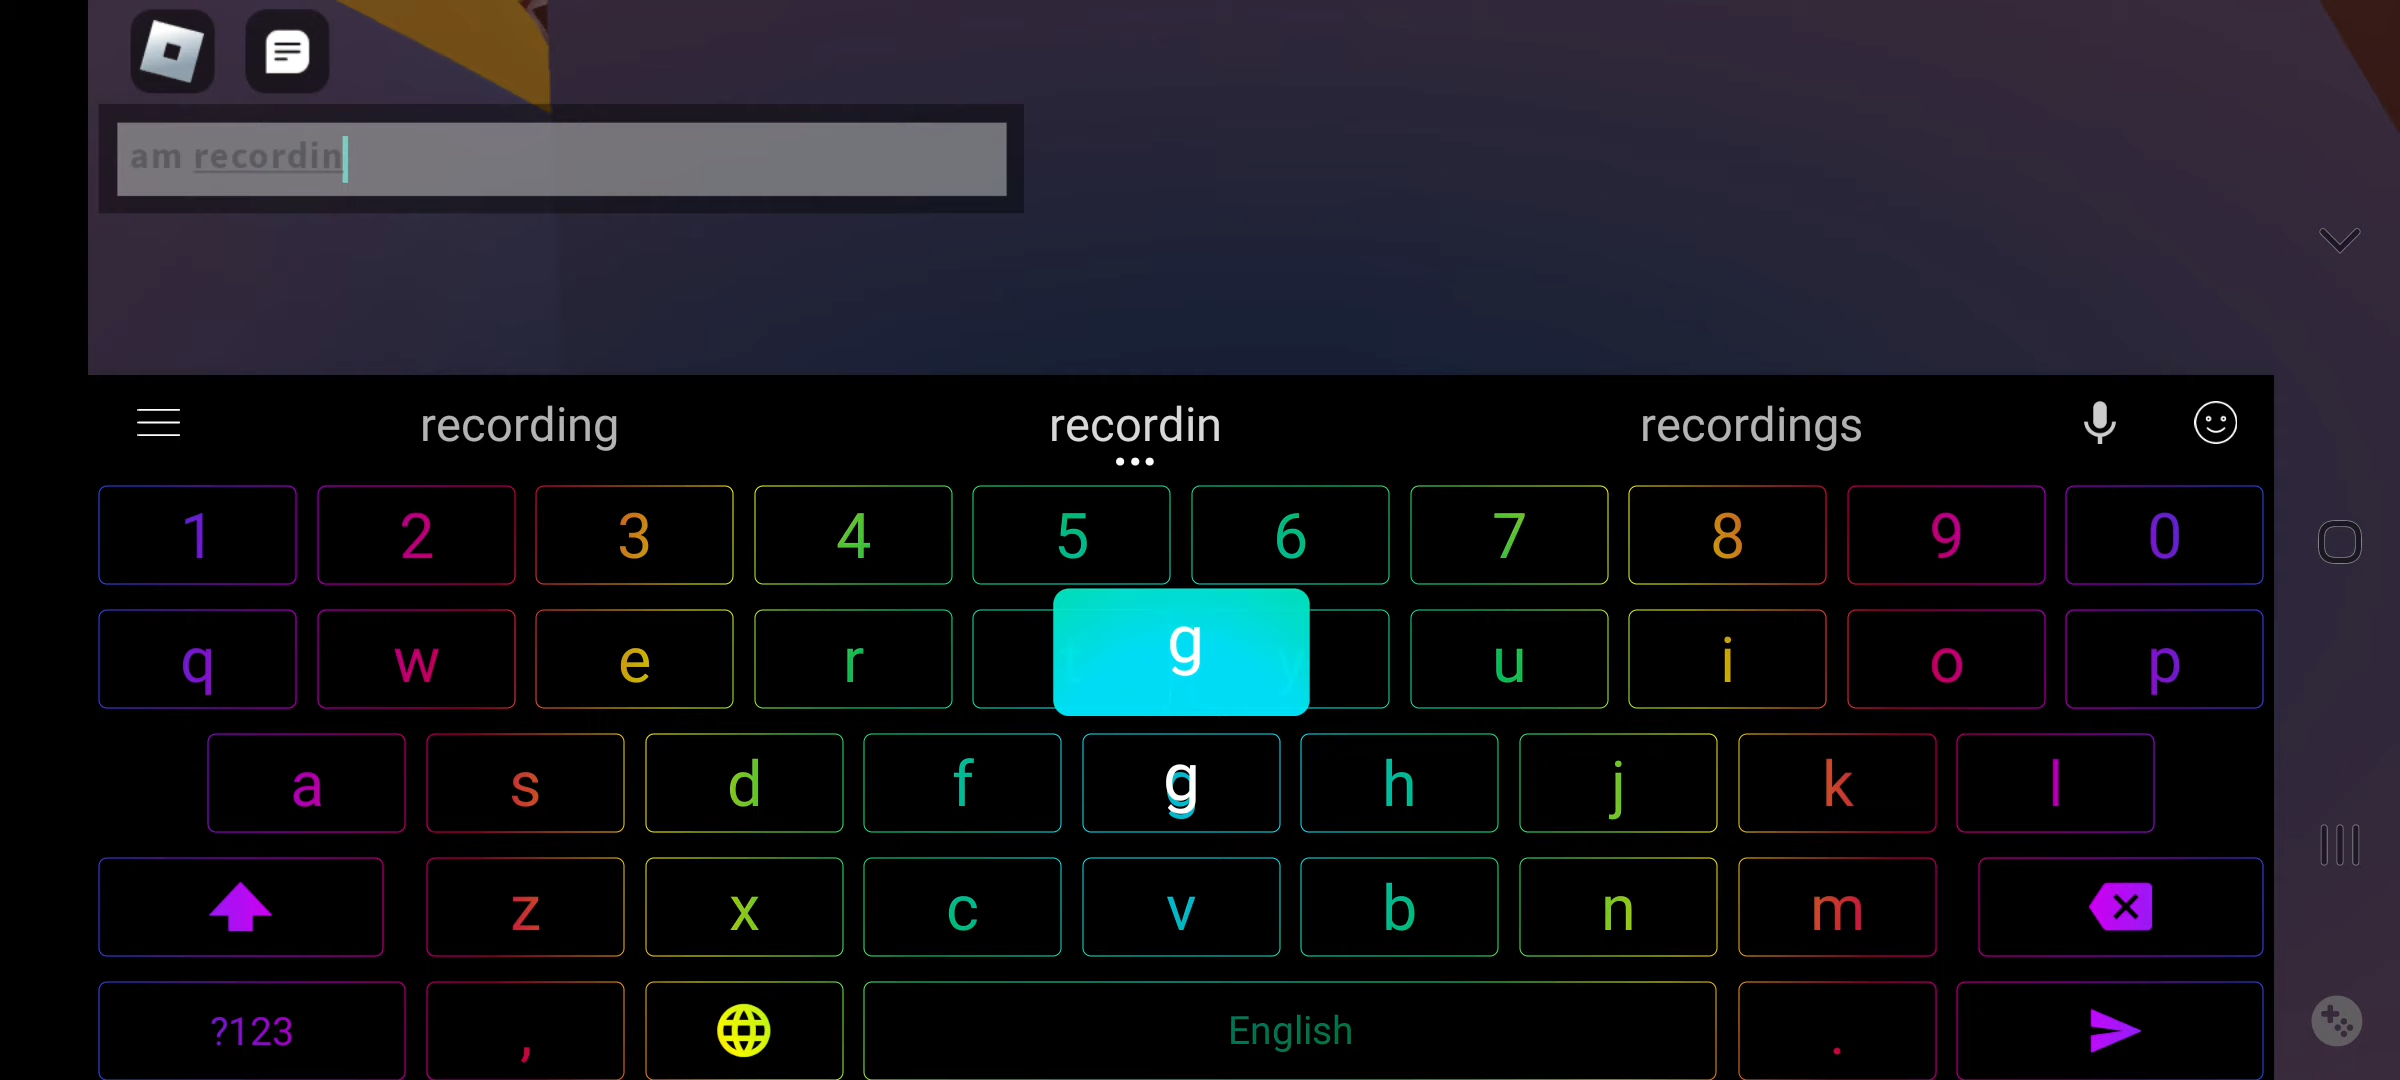 am recordin
recording recordin recordings
1 2 3 4 5 6 7 8 9 0
q w e r t g y u i o p
a s d f g h j k l
z x c v b n m
?123 , English .